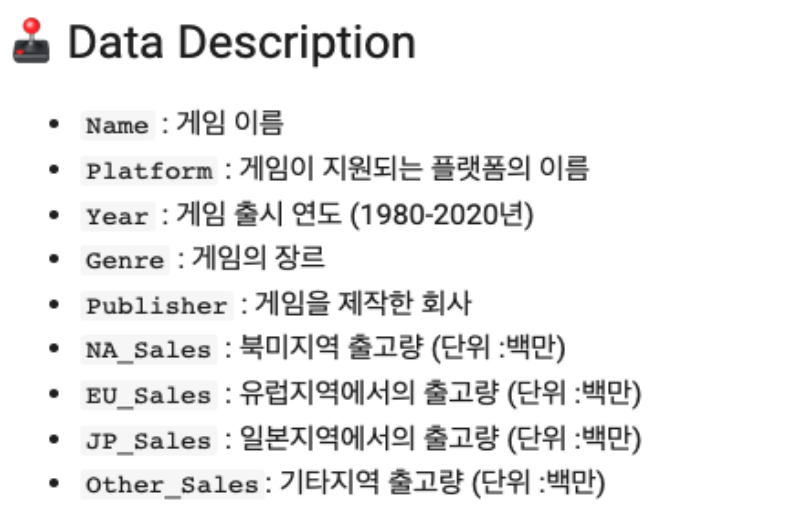 Data Description
Name : 게임 이름
Platform : 게임이 지원되는 플랫폼의 이름
Year : 게임 출시 연도 (1980-2020년)
Genre : 게임의 장르
Publisher : 게임을 제작한 회사
NA_Sales : 북미지역 출고량 (단위 :백만)
EU_Sales : 유럽지역에서의 출고량 (단위 :백만)
JP_Sales : 일본지역에서의 출고량 (단위 :백만)
Other_Sales : 기타지역 출고량 (단위 :백만)